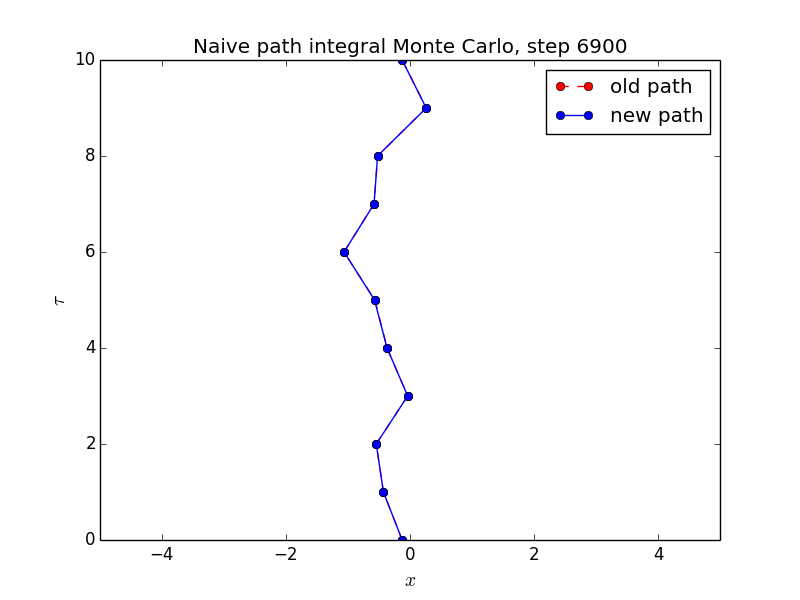 Naive path integral Monte Carlo, step 6900
old path
new path
10
8
6
4
2
0
τ
−4
−2
0
2
4
x